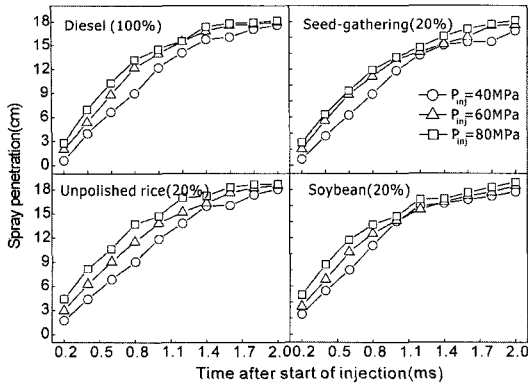 Diesel (100%)
Seed-gathering(20%)
P inj=40MPa
P inj=60MPa
P inj=80MPa
Unpolished rice(20%)
Soybean(20%)
Spray penetration(cm)
18
15
12
9
6
3
0
18
15
12
9
6
3
0
0.2 0.5 0.8 1.1 1.4 1.7 2.0 0.2 0.5 0.8 1.1 1.4 1.7 2.0
Time after start of injection(ms)